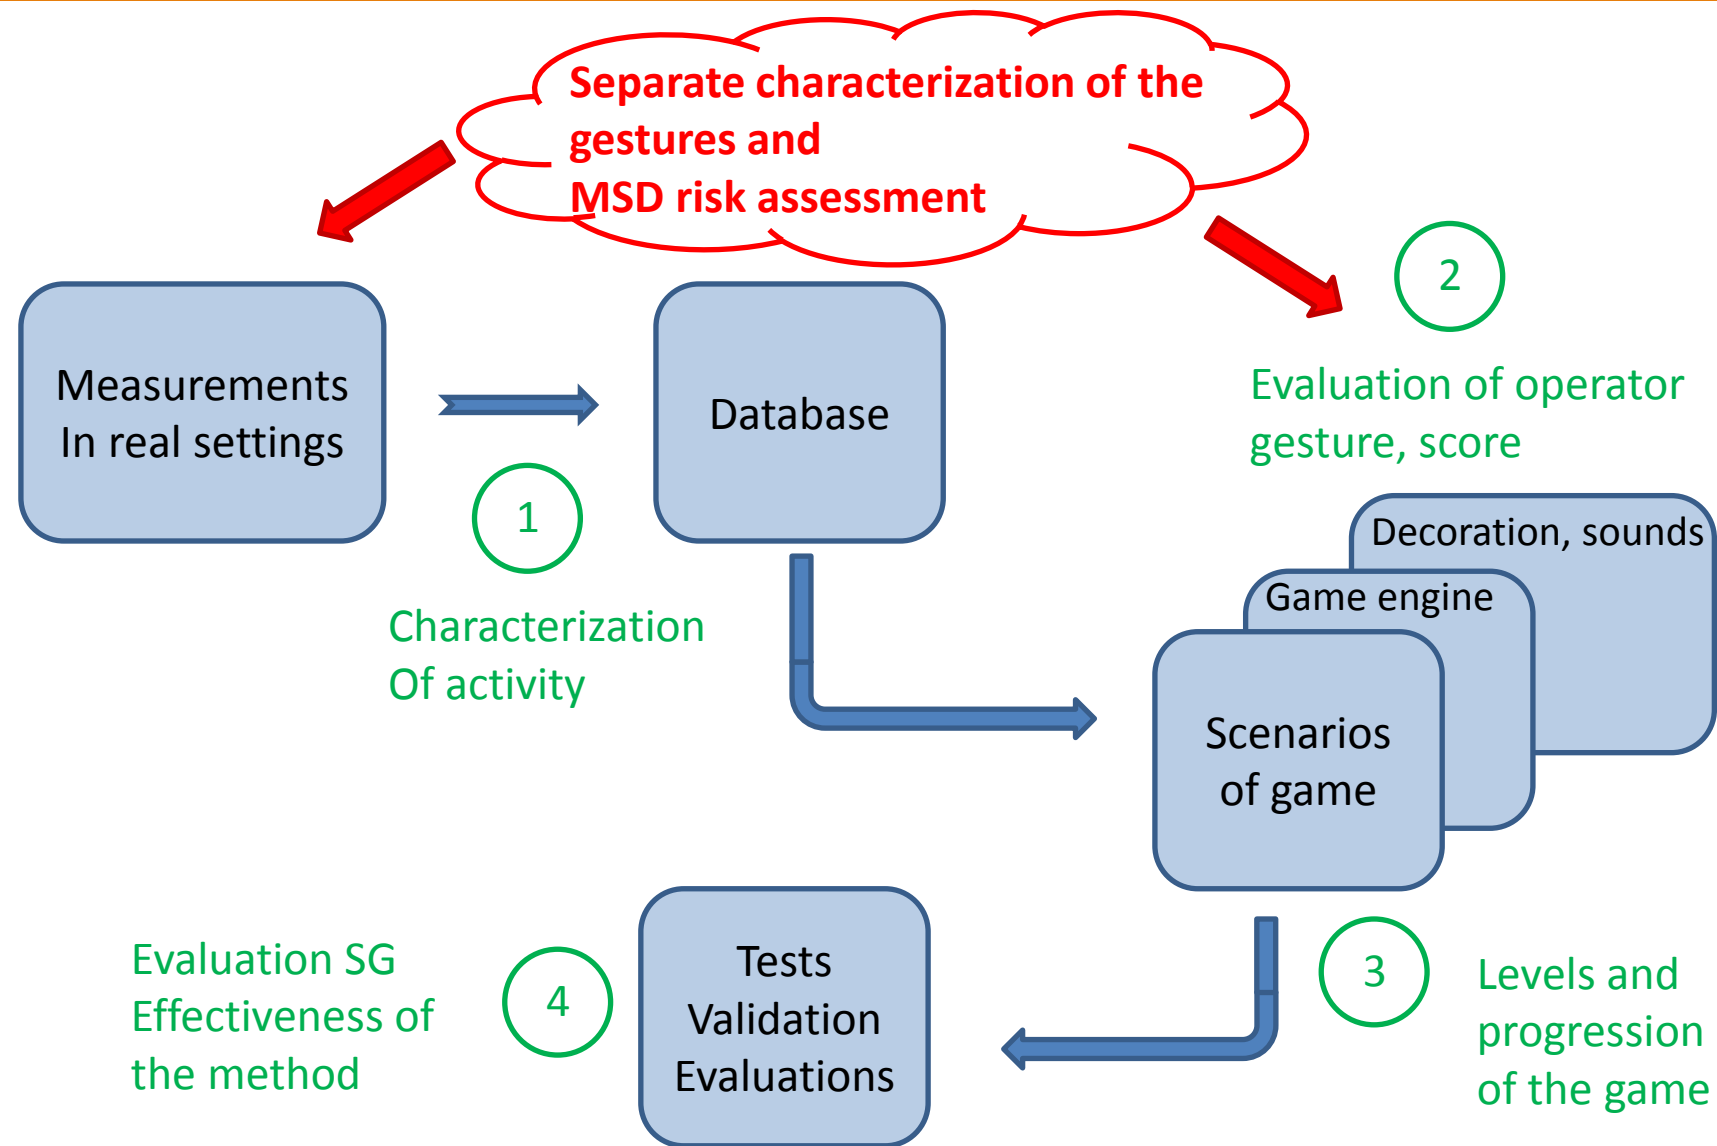 Separate characterization of the
gestures and
MSD risk assessment
2
Measurements
In real settings
Database
Evaluation of operator
gesture, score
1
Decoration, sounds
Game engine
Characterization
Of activity
Scenarios
of game
Evaluation SG
Effectiveness of
the method
4
Tests
Validation
Evaluations
3
Levels and
progression
of the game